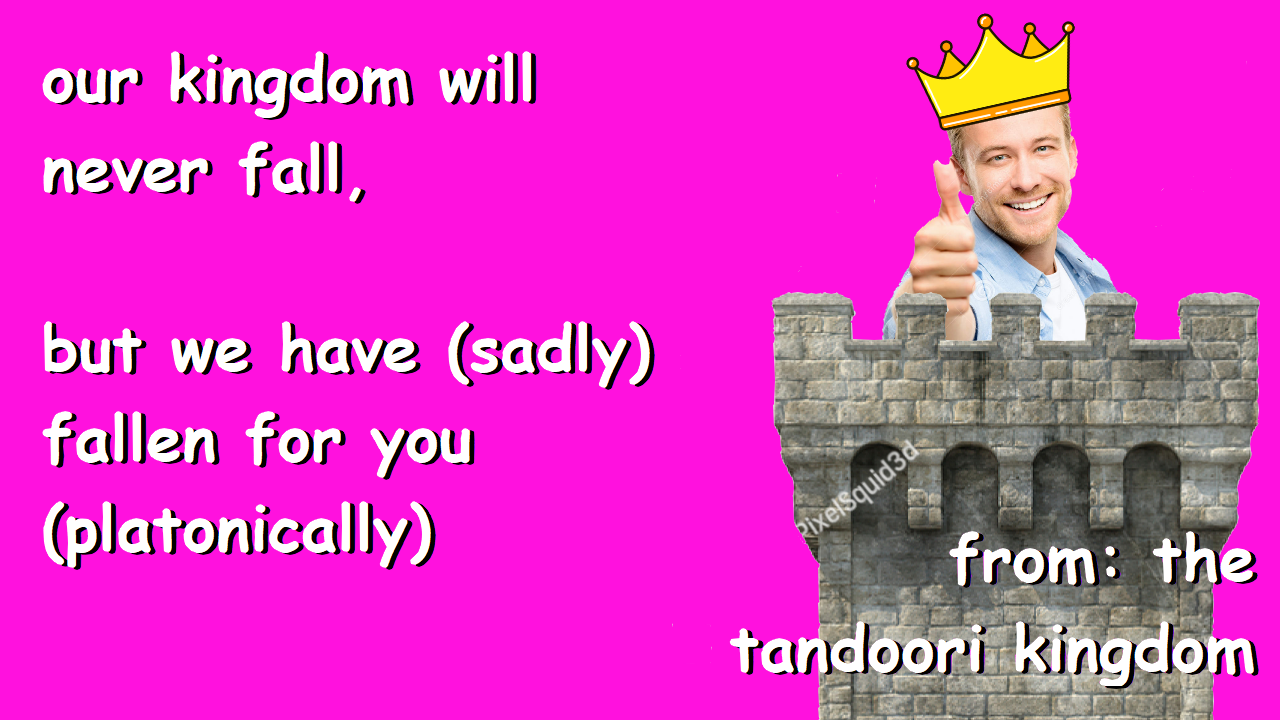 our kingdom will
never fall,
but we have (sadly)
fallen for you
(platonically)
PixelSquid3d
from: the
tandoori kingdom